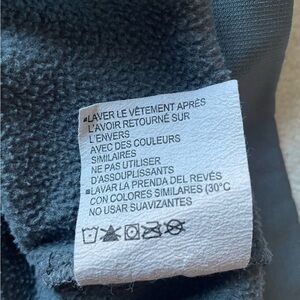 ▪LAVER LE VÊTEMENT APRÈS
L'AVOIR RETOURNÉ SUR
L'ENVERS
AVEC DES COULEURS
SIMILAIRES
NE PAS UTILISER
D'ASSOUPLISSANTS
▪LAVAR LA PRENDA DEL REVÉS
CON COLORES SIMILARES (30°C
NO USAR SUAVIZANTES